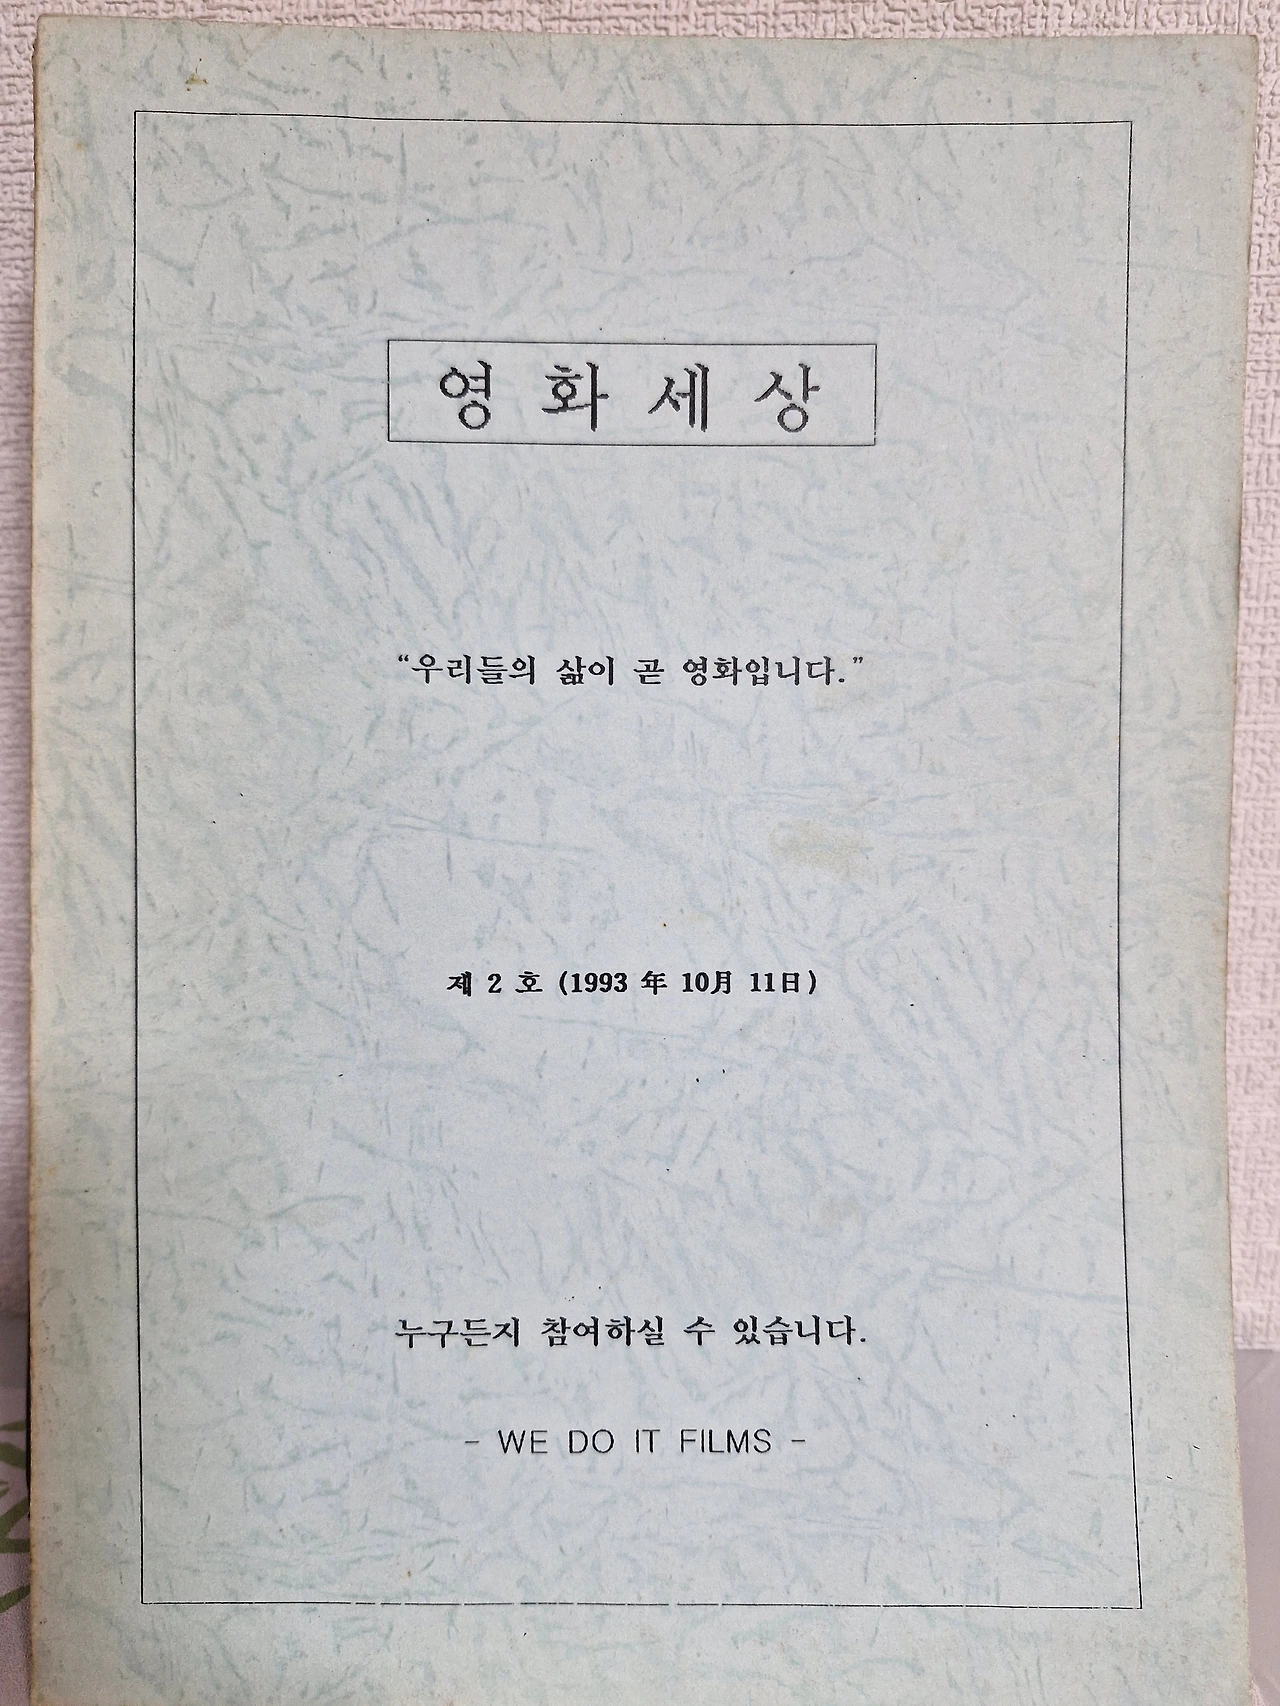 영화세상
“우리들의 삶이 곧 영화입니다.”
제 2 호 (1993 年 10月 11日)
누구든지 참여하실 수 있습니다.
- WE DO IT FILMS -